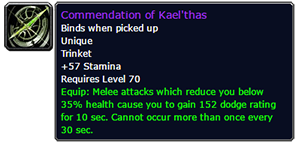 Commendation of Kael'thas
Binds when picked up
Unique
Trinket
+57 Stamina
Requires Level 70
Equip: Melee attacks which reduce you below
35% health cause you to gain 152 dodge rating
for 10 sec. Cannot occur more than once every
30 sec.